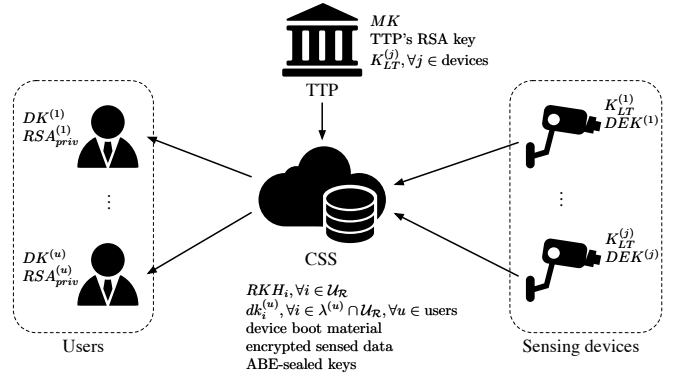 MK
TTP's RSA key
K_{LT}^{(j)}, ∀j ∈ devices
TTP
DK^{(1)}
RSA_{priv}^{(1)}
⋮
DK^{(u)}
RSA_{priv}^{(u)}
Users
CSS
RKH_i, ∀i ∈ U_R
dk_i^{(u)}, ∀i ∈ λ^{(u)} ∩ U_R, ∀u ∈ users
device boot material
encrypted sensed data
ABE-sealed keys
K_{LT}^{(1)}
DEK^{(1)}
⋮
K_{LT}^{(j)}
DEK^{(j)}
Sensing devices